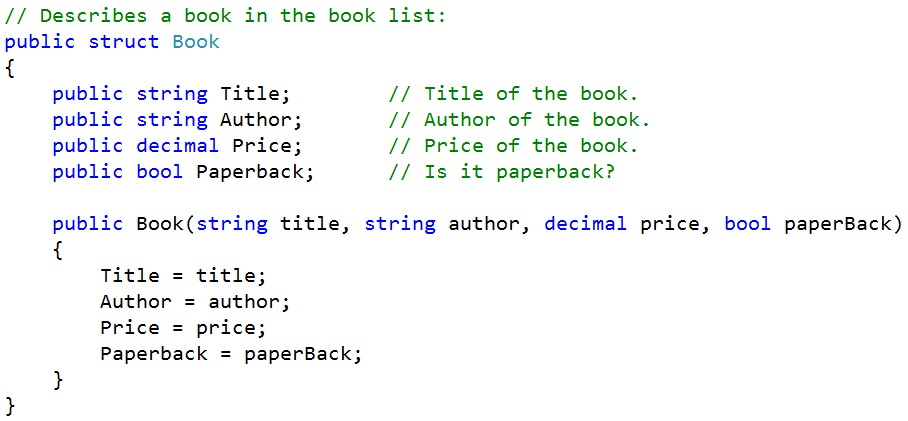 // Describes a book in the book list:
public struct Book
{
    public string Title;        // Title of the book.
    public string Author;       // Author of the book.
    public decimal Price;       // Price of the book.
    public bool Paperback;      // Is it paperback?

    public Book(string title, string author, decimal price, bool paperBack)
    {
        Title = title;
        Author = author;
        Price = price;
        Paperback = paperBack;
    }
}